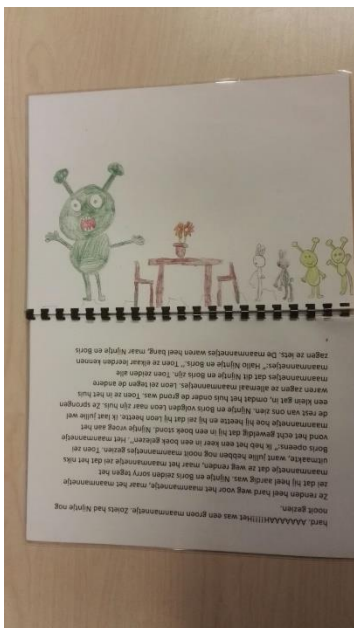 hard. AAAAAAAH!!!!!Het was een groen maanmannetje. Zoiets had Nijntje nog
nooit gezien.
Ze renden heel hard weg voor het maanmannetje, maar het maanmannetje
zei dat hij heel aardig was. Nijntje en Boris zeiden sorry tegen het
maanmannetje dat ze weg renden, maar het maanmannetje zei dat het niks
uitmaakte, want jullie hebben nog nooit maanmannetjes gezien. Toen zei
Boris opeens:" Ik heb het een keer in een boek gelezen". Het maanmannetje
vond het echt geweldig dat hij in een boek stond. Nijntje vroeg aan het
maanmannetje hoe hij heette en hij zei dat hij Leon heette. Ik laat jullie wel
de rest van ons zien. Nijntje en Boris volgden Leon naar zijn huis. Ze sprongen
een klein gat in, omdat het huis onder de grond was. Toen ze in het huis
waren zagen ze allemaal maanmannetjes. Leon zei tegen de andere
maanmannetjes dat dit Nijntje en Boris zijn. Toen zeiden alle
maanmannetjes:" Hallo Nijntje en Boris." Toen ze elkaar leerden kennen
zagen ze iets. De maanmannetjes waren heel bang, maar Nijntje en Boris